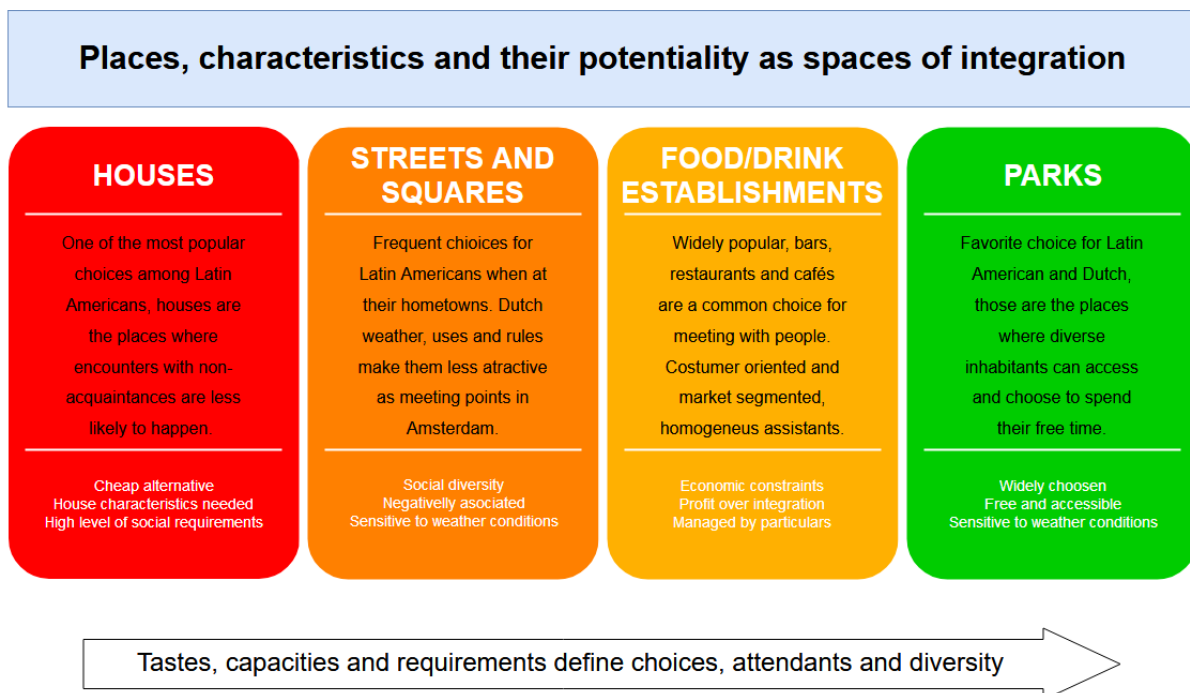 Places, characteristics and their potentiality as spaces of integration
HOUSES
One of the most popular
choices among Latin
Americans, houses are
the places where
encounters with non-
acquaintances are less
likely to happen.
Cheap alternative
House characteristics needed
High level of social requirements
STREETS AND
SQUARES
Frequent chioices for
Latin Americans when at
their hometowns. Dutch
weather, uses and rules
make them less atractive
as meeting points in
Amsterdam.
Social diversity
Negativelly asociated
Sensitive to weather conditions
FOOD/DRINK
ESTABLISHMENTS
Widely popular, bars,
restaurants and cafés
are a common choice for
meeting with people.
Costumer oriented and
market segmented,
homogeneus assistants.
Economic constraints
Profit over integration
Managed by particulars
PARKS
Favorite choice for Latin
American and Dutch,
those are the places
where diverse
inhabitants can access
and choose to spend
their free time.
Widely choosen
Free and accessible
Sensitive to weather conditions
Tastes, capacities and requirements define choices, attendants and diversity